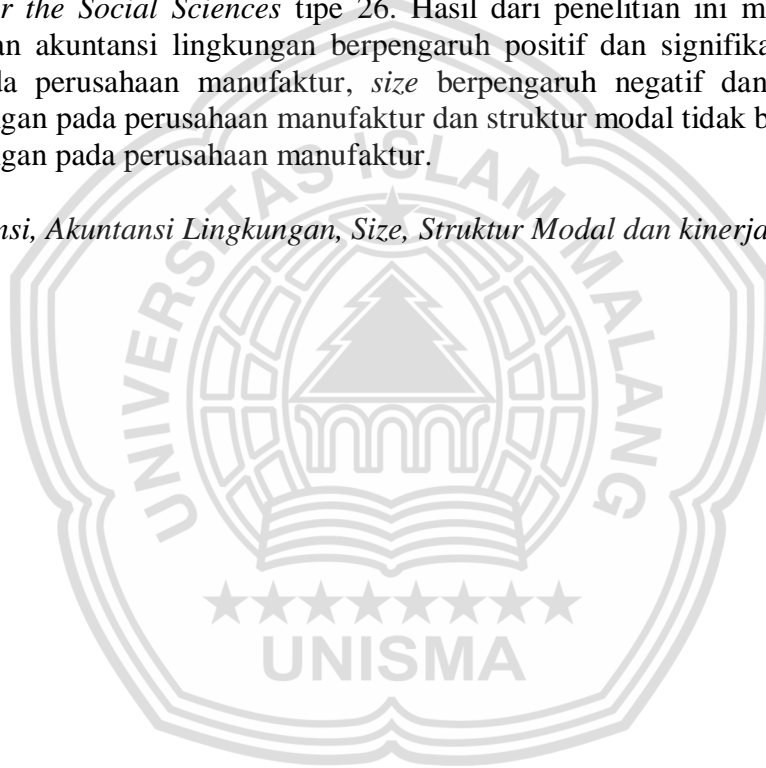 r the Social Sciences tipe 26. Hasil dari penelitian ini m
an akuntansi lingkungan berpengaruh positif dan signifika
da perusahaan manufaktur, size berpengaruh negatif dan
ngan pada perusahaan manufaktur dan struktur modal tidak b
ngan pada perusahaan manufaktur.
nsi, Akuntansi Lingkungan, Size, Struktur Modal dan kinerja
UNIVERSITAS ISLAM MALANG
UNISMA